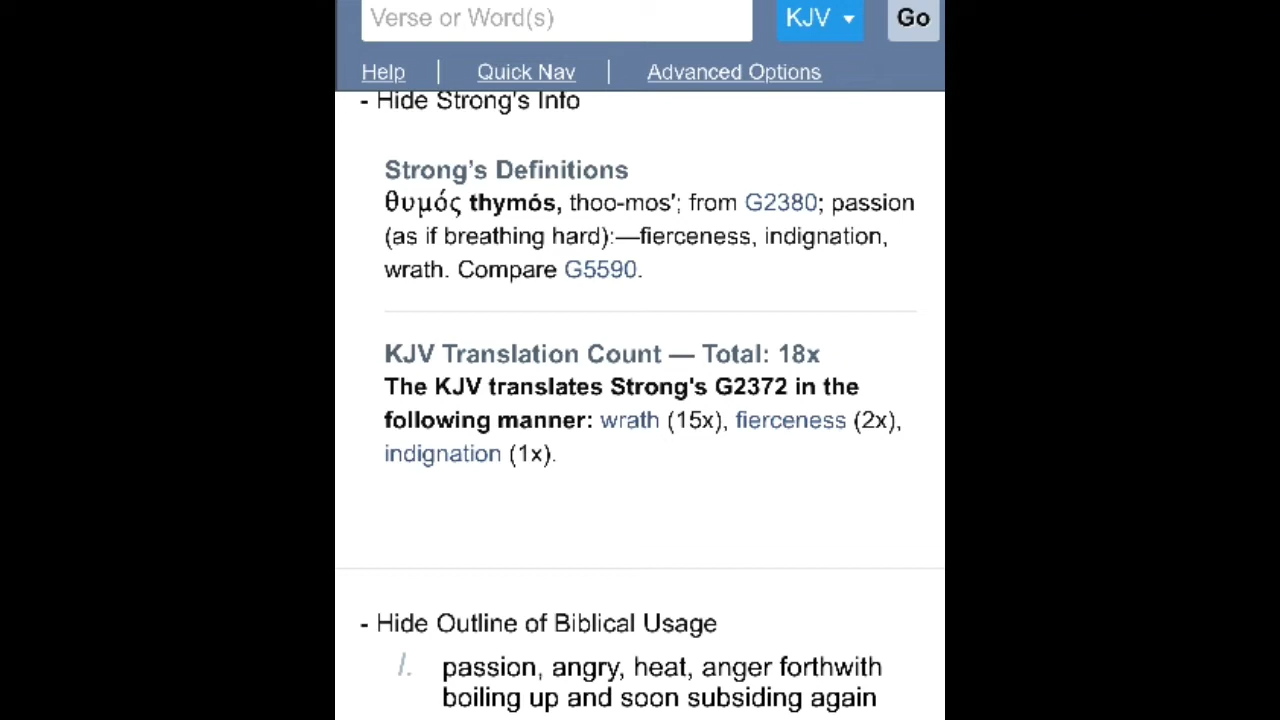 Verse or Word(s) KJV Go
Help | Quick Nav | Advanced Options
- Hide Strong's Info
Strong’s Definitions
θυμός thymós, thoo-mos'; from G2380; passion
(as if breathing hard):—fierceness, indignation,
wrath. Compare G5590.
KJV Translation Count — Total: 18x
The KJV translates Strong's G2372 in the
following manner: wrath (15x), fierceness (2x),
indignation (1x).
- Hide Outline of Biblical Usage
I. passion, angry, heat, anger forthwith
boiling up and soon subsiding again